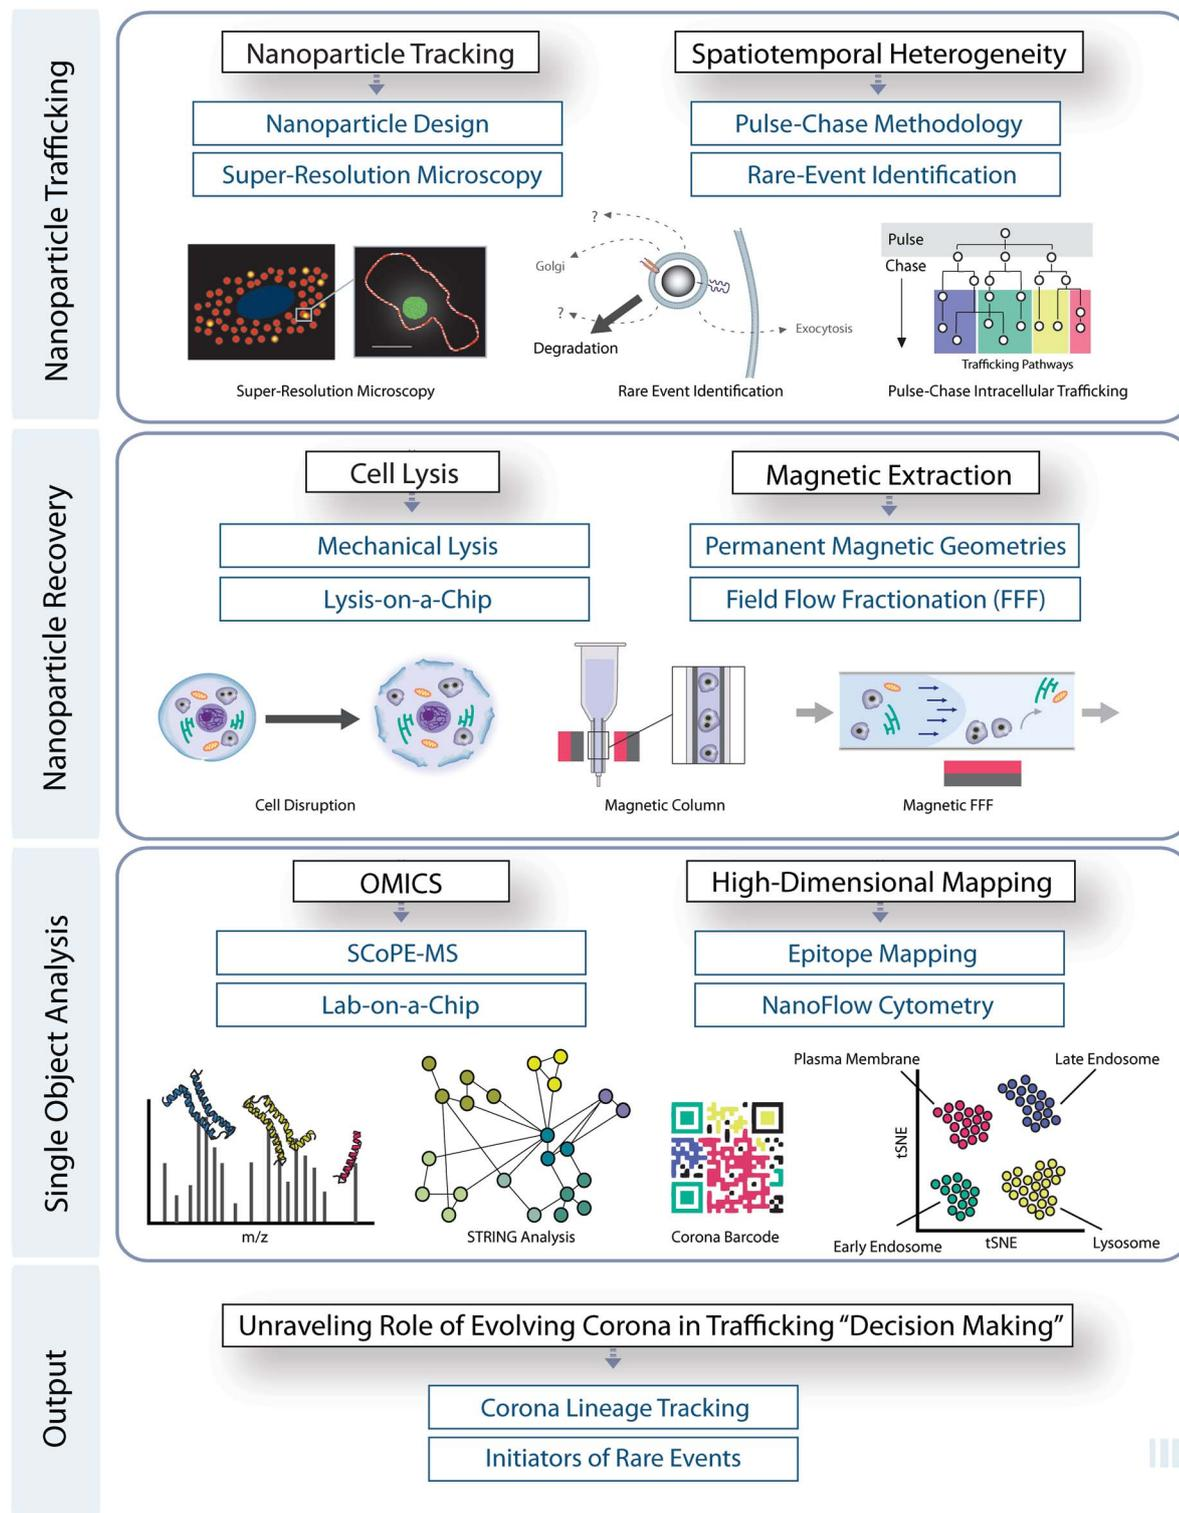 Nanoparticle Trafficking
Nanoparticle Tracking
Nanoparticle Design
Super-Resolution Microscopy
Spatiotemporal Heterogeneity
Pulse-Chase Methodology
Rare-Event Identification
Super-Resolution Microscopy
?
Golgi
?
Degradation
Exocytosis
Rare Event Identification
Pulse
Chase
Trafficking Pathways
Pulse-Chase Intracellular Trafficking
Nanoparticle Recovery
Cell Lysis
Mechanical Lysis
Lysis-on-a-Chip
Magnetic Extraction
Permanent Magnetic Geometries
Field Flow Fractionation (FFF)
Cell Disruption
Magnetic Column
Magnetic FFF
Single Object Analysis
OMICS
SCoPE-MS
Lab-on-a-Chip
High-Dimensional Mapping
Epitope Mapping
NanoFlow Cytometry
m/z
STRING Analysis
Corona Barcode
Plasma Membrane
Late Endosome
tSNE
Early Endosome
tSNE
Lysosome
Output
Unraveling Role of Evolving Corona in Trafficking “Decision Making”
Corona Lineage Tracking
Initiators of Rare Events